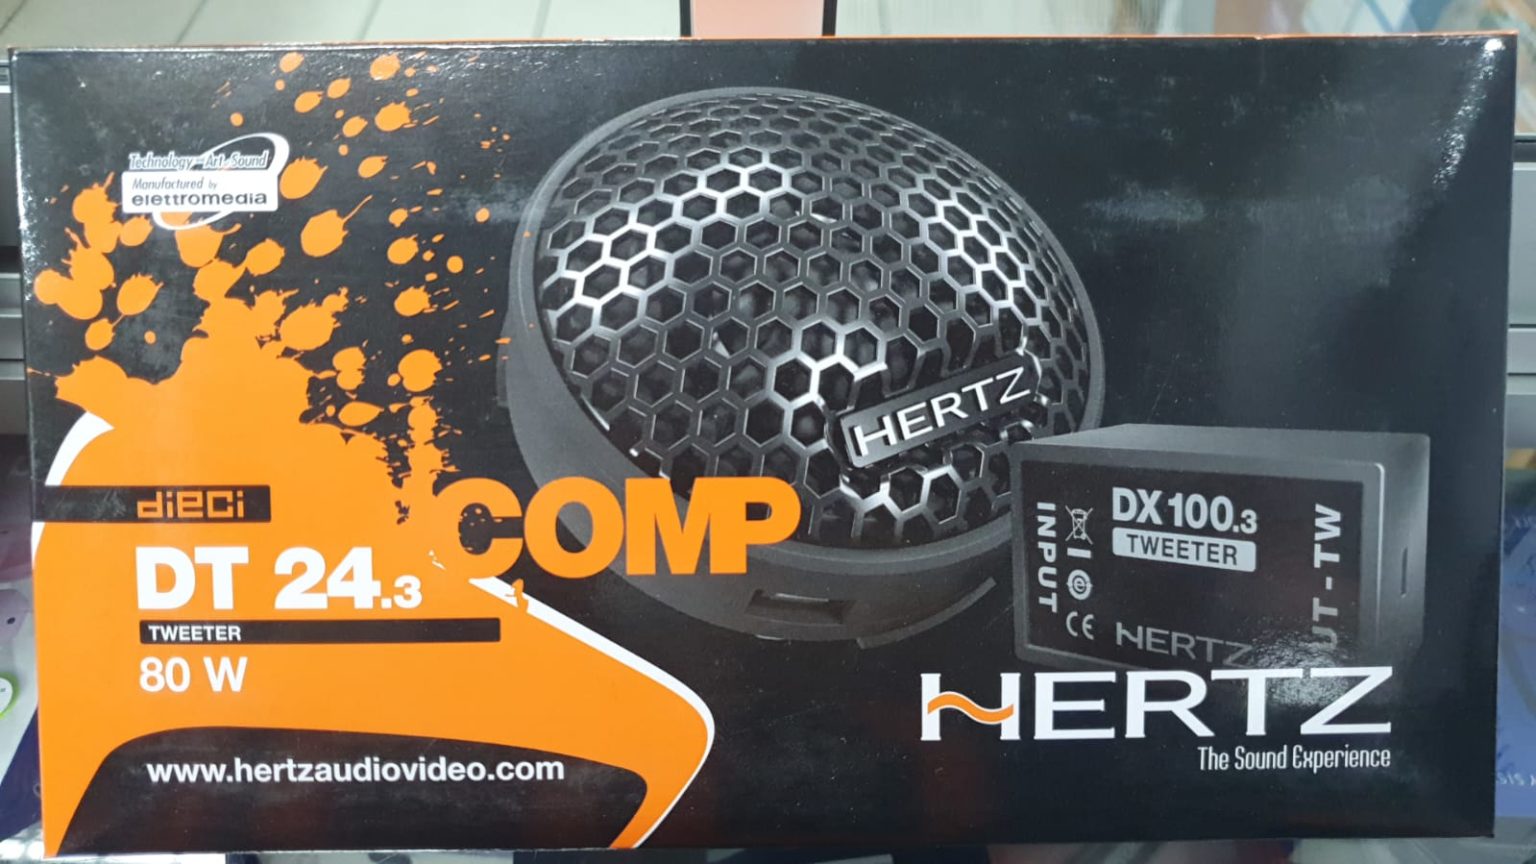 Technology Art Sound
Manufactured by
elettromedia
HERTZ
dieci
COMP
DT 24.3
TWEETER
80 W
www.hertzaudiovideo.com
INPUT
DX 100.3
TWEETER
CE
HERTZ
- TW
HERTZ
The Sound Experience